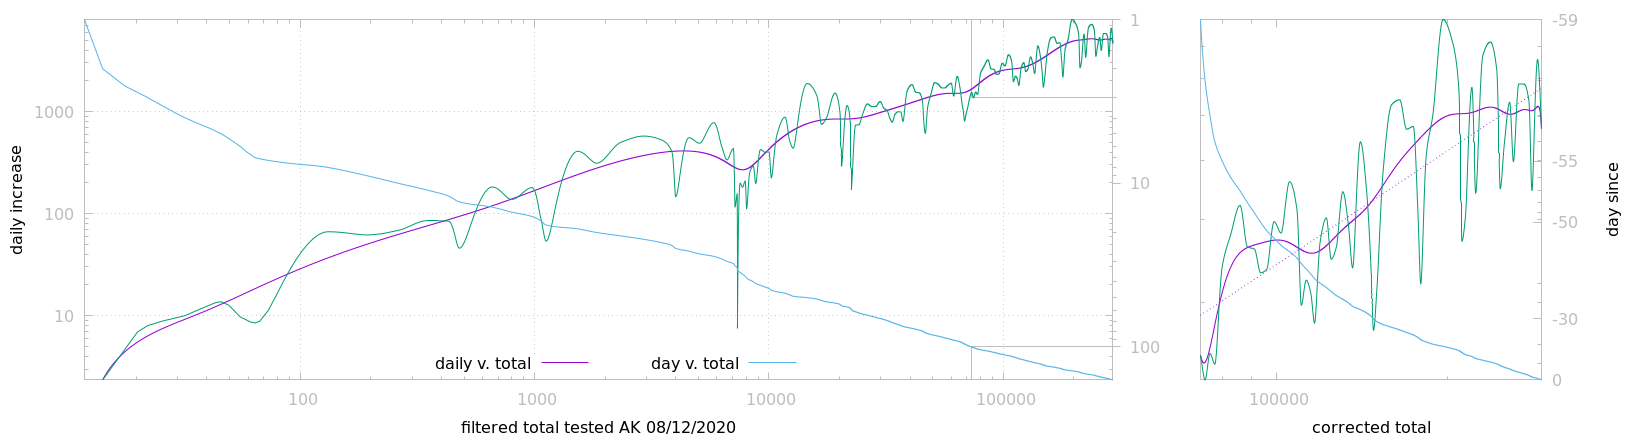 daily increase
1000
100
10
daily v. total
day v. total
1
10
100
100
1000
10000
100000
filtered total tested AK 08/12/2020
-59
-55
-50
-30
0
day since
100000
corrected total